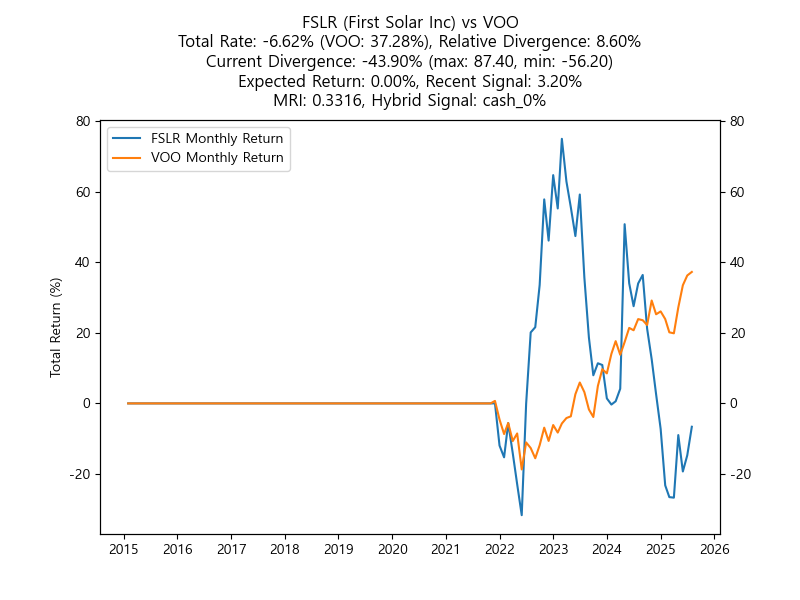 FSLR (First Solar Inc) vs VOO
Total Rate: -6.62% (VOO: 37.28%), Relative Divergence: 8.60%
Current Divergence: -43.90% (max: 87.40, min: -56.20)
Expected Return: 0.00%, Recent Signal: 3.20%
MRI: 0.3316, Hybrid Signal: cash_0%
FSLR Monthly Return
VOO Monthly Return
Total Return (%)
80
60
40
20
0
-20
80
60
40
20
0
-20
2015 2016 2017 2018 2019 2020 2021 2022 2023 2024 2025 2026